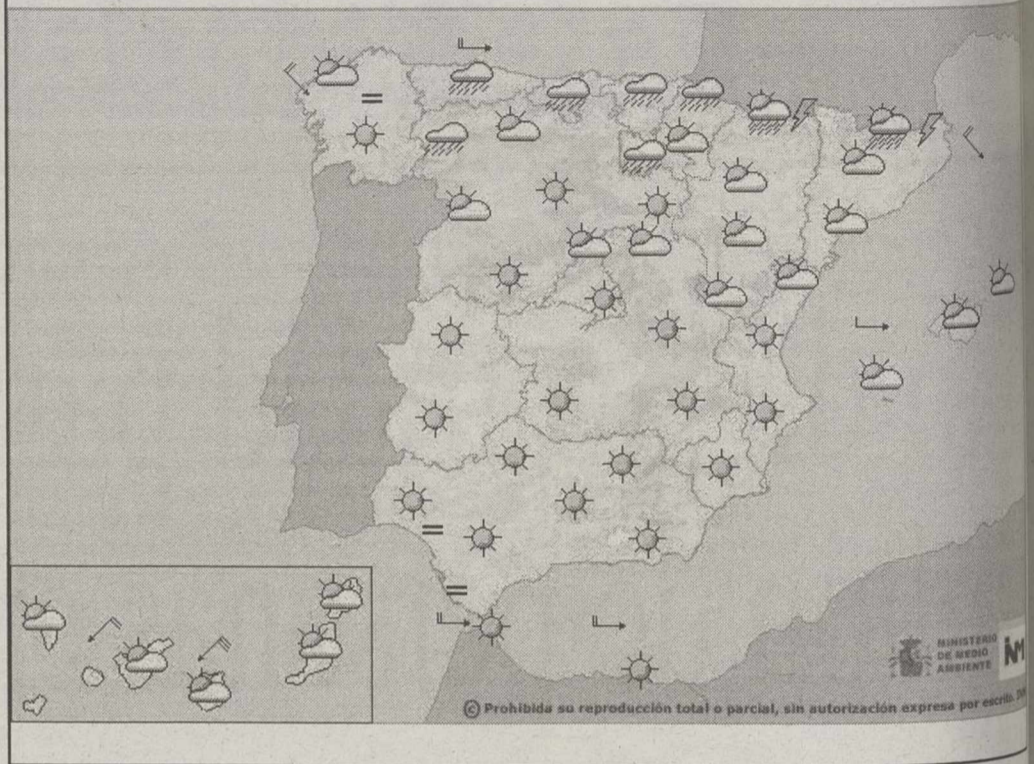 MINISTERIO
DE MEDIO
AMBIENTE
© Prohibida su reproducción total o parcial, sin autorización expresa por escrito.